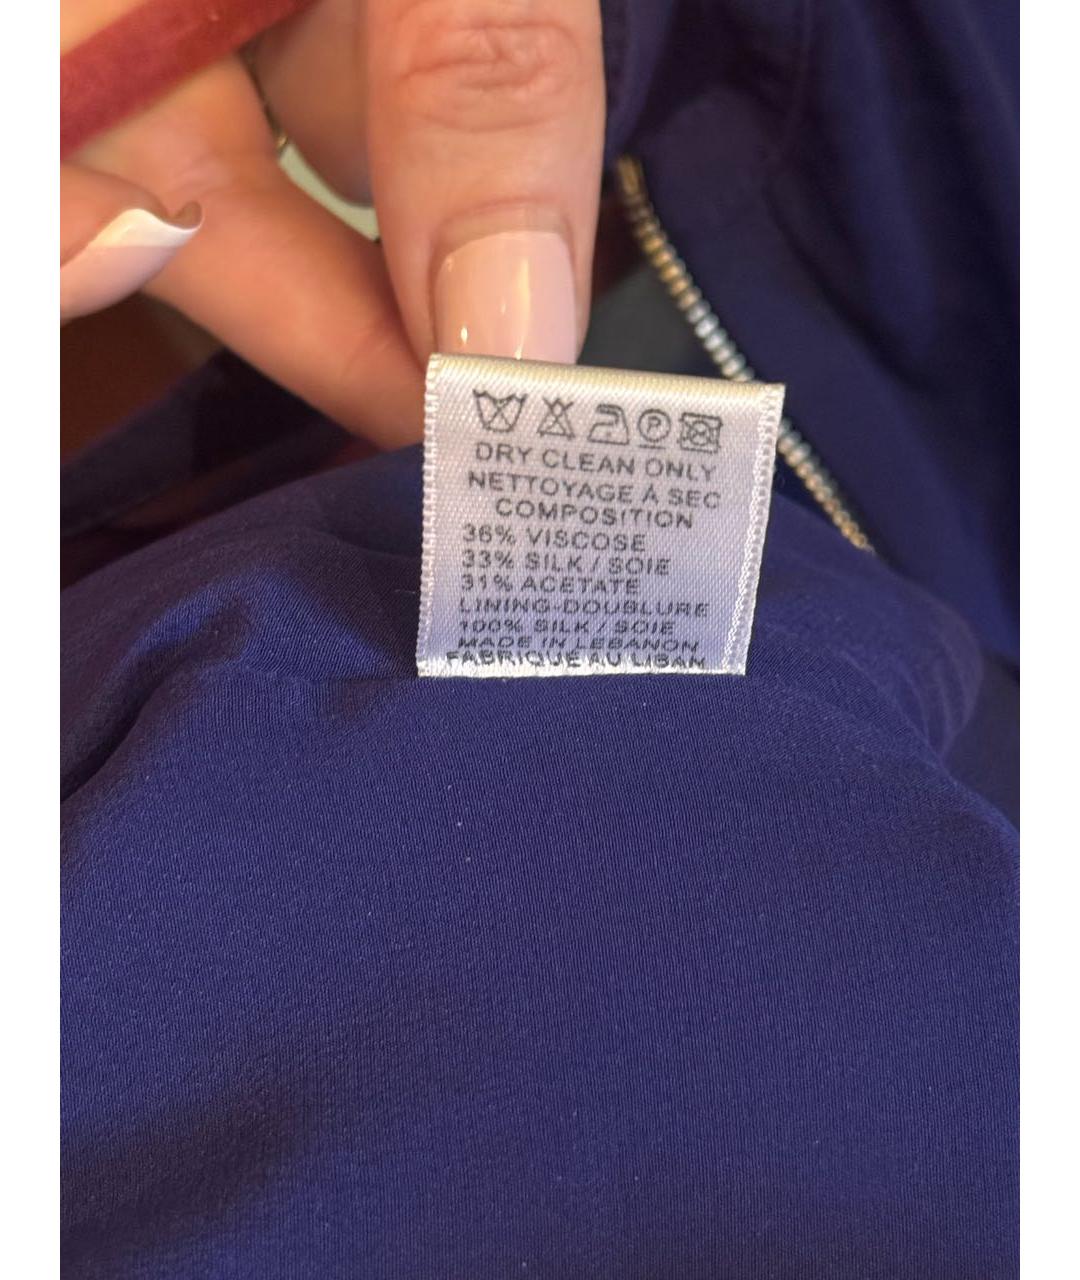 DRY CLEAN ONLY
NETTOYAGE À SEC
COMPOSITION
36% VISCOSE
33% SILK / SOIE
31% ACETATE
LINING-DOUBLURE
100% SILK / SOIE
MADE IN LEBANON
FABRIQUE AU LIBAN